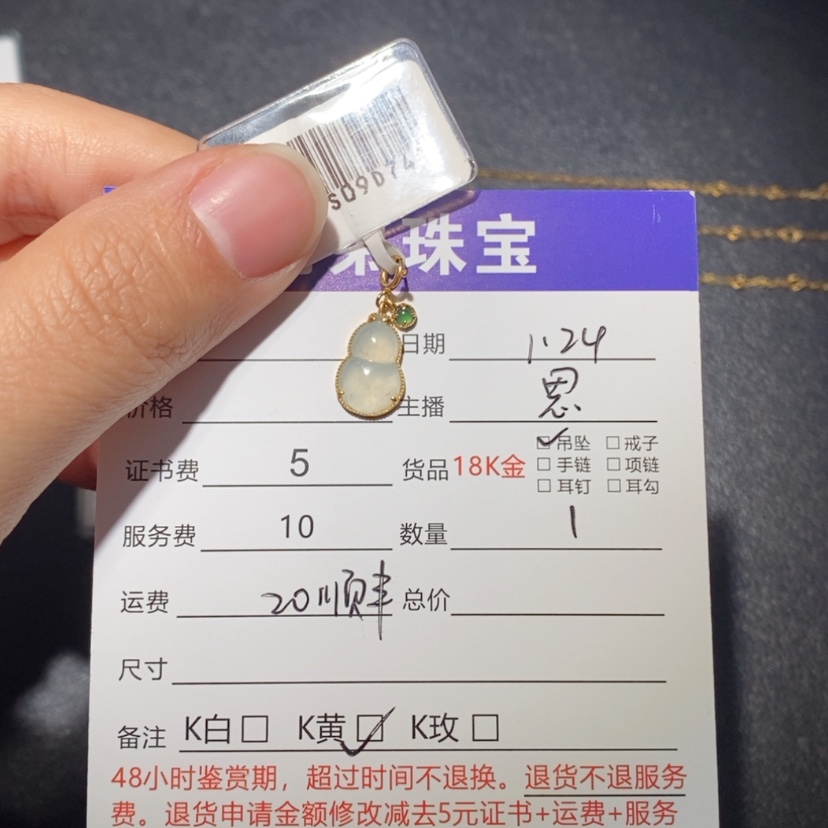 S09074
珠宝
日期 1.24
价格 主播 思
证书费 5 货品 18K金 吊坠 戒子
手链 项链
耳钉 耳勾
服务费 10 数量 1
运费 20顺丰 总价
尺寸
备注 K白 K黄 K玫
48小时鉴赏期，超过时间不退换。退货不退服务
费。退货申请金额修改减去5元证书+运费+服务